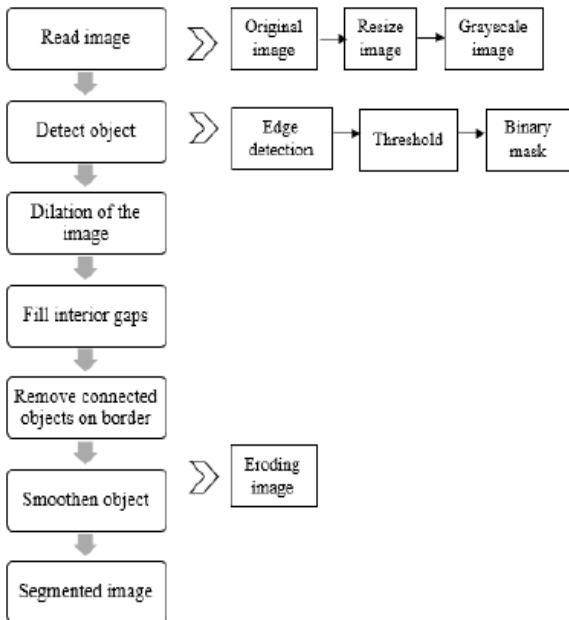 Read image
Original
image
Resize
image
Grayscale
image
Detect object
Edge
detection
Threshold
Binary
mask
Dilation of the
image
Fill interior gaps
Remove connected
objects on border
Smoothen object
Eroding
image
Segmented image